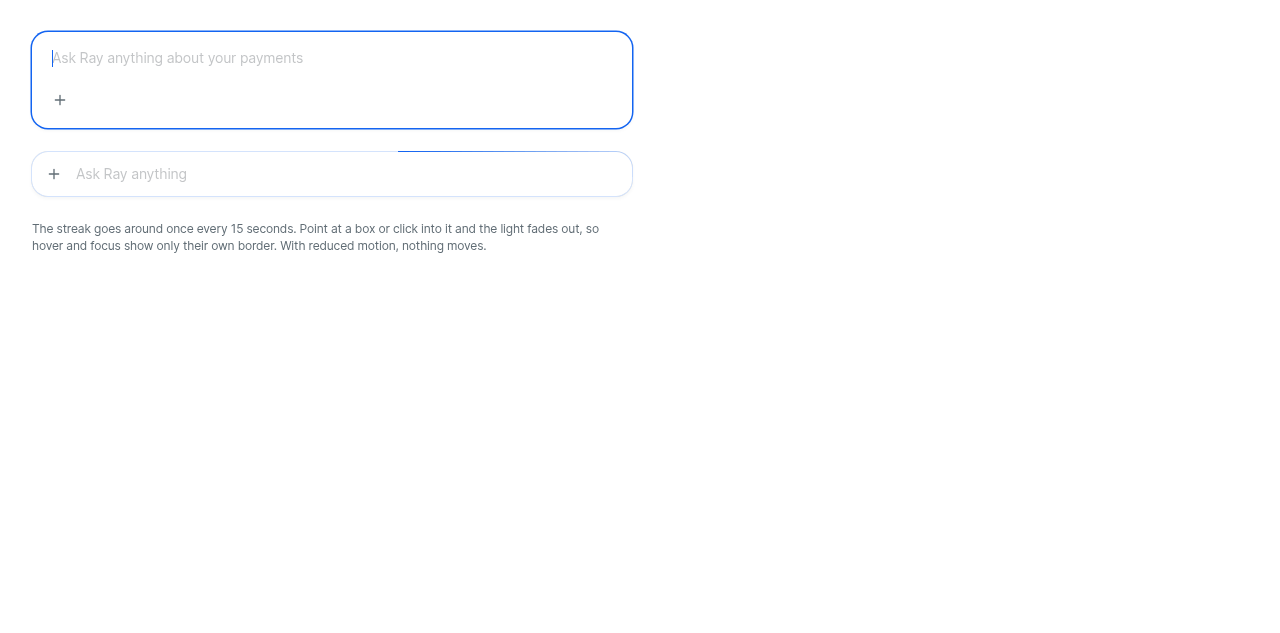 Ask Ray anything about your payments
Ask Ray anything
The streak goes around once every 15 seconds. Point at a box or click into it and the light fades out, so
hover and focus show only their own border. With reduced motion, nothing moves.